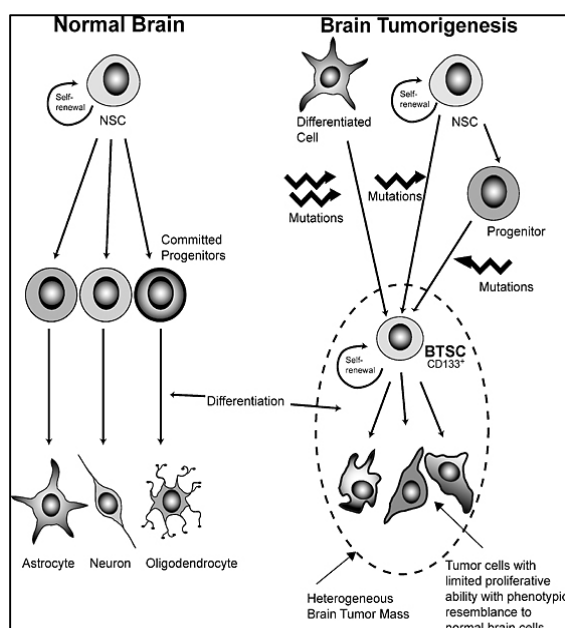 Normal Brain
Self-
renewal
NSC
Committed
Progenitors
Differentiation
Astrocyte
Neuron
Oligodendrocyte
Brain Tumorigenesis
Differentiated
Cell
Self-
renewal
NSC
Mutations
Mutations
Progenitor
Mutations
BTSC
CD133+
Self-
renewal
Heterogeneous
Brain Tumor Mass
Tumor cells with
limited proliferative
ability with phenotypic
resemblance to
normal brain cells